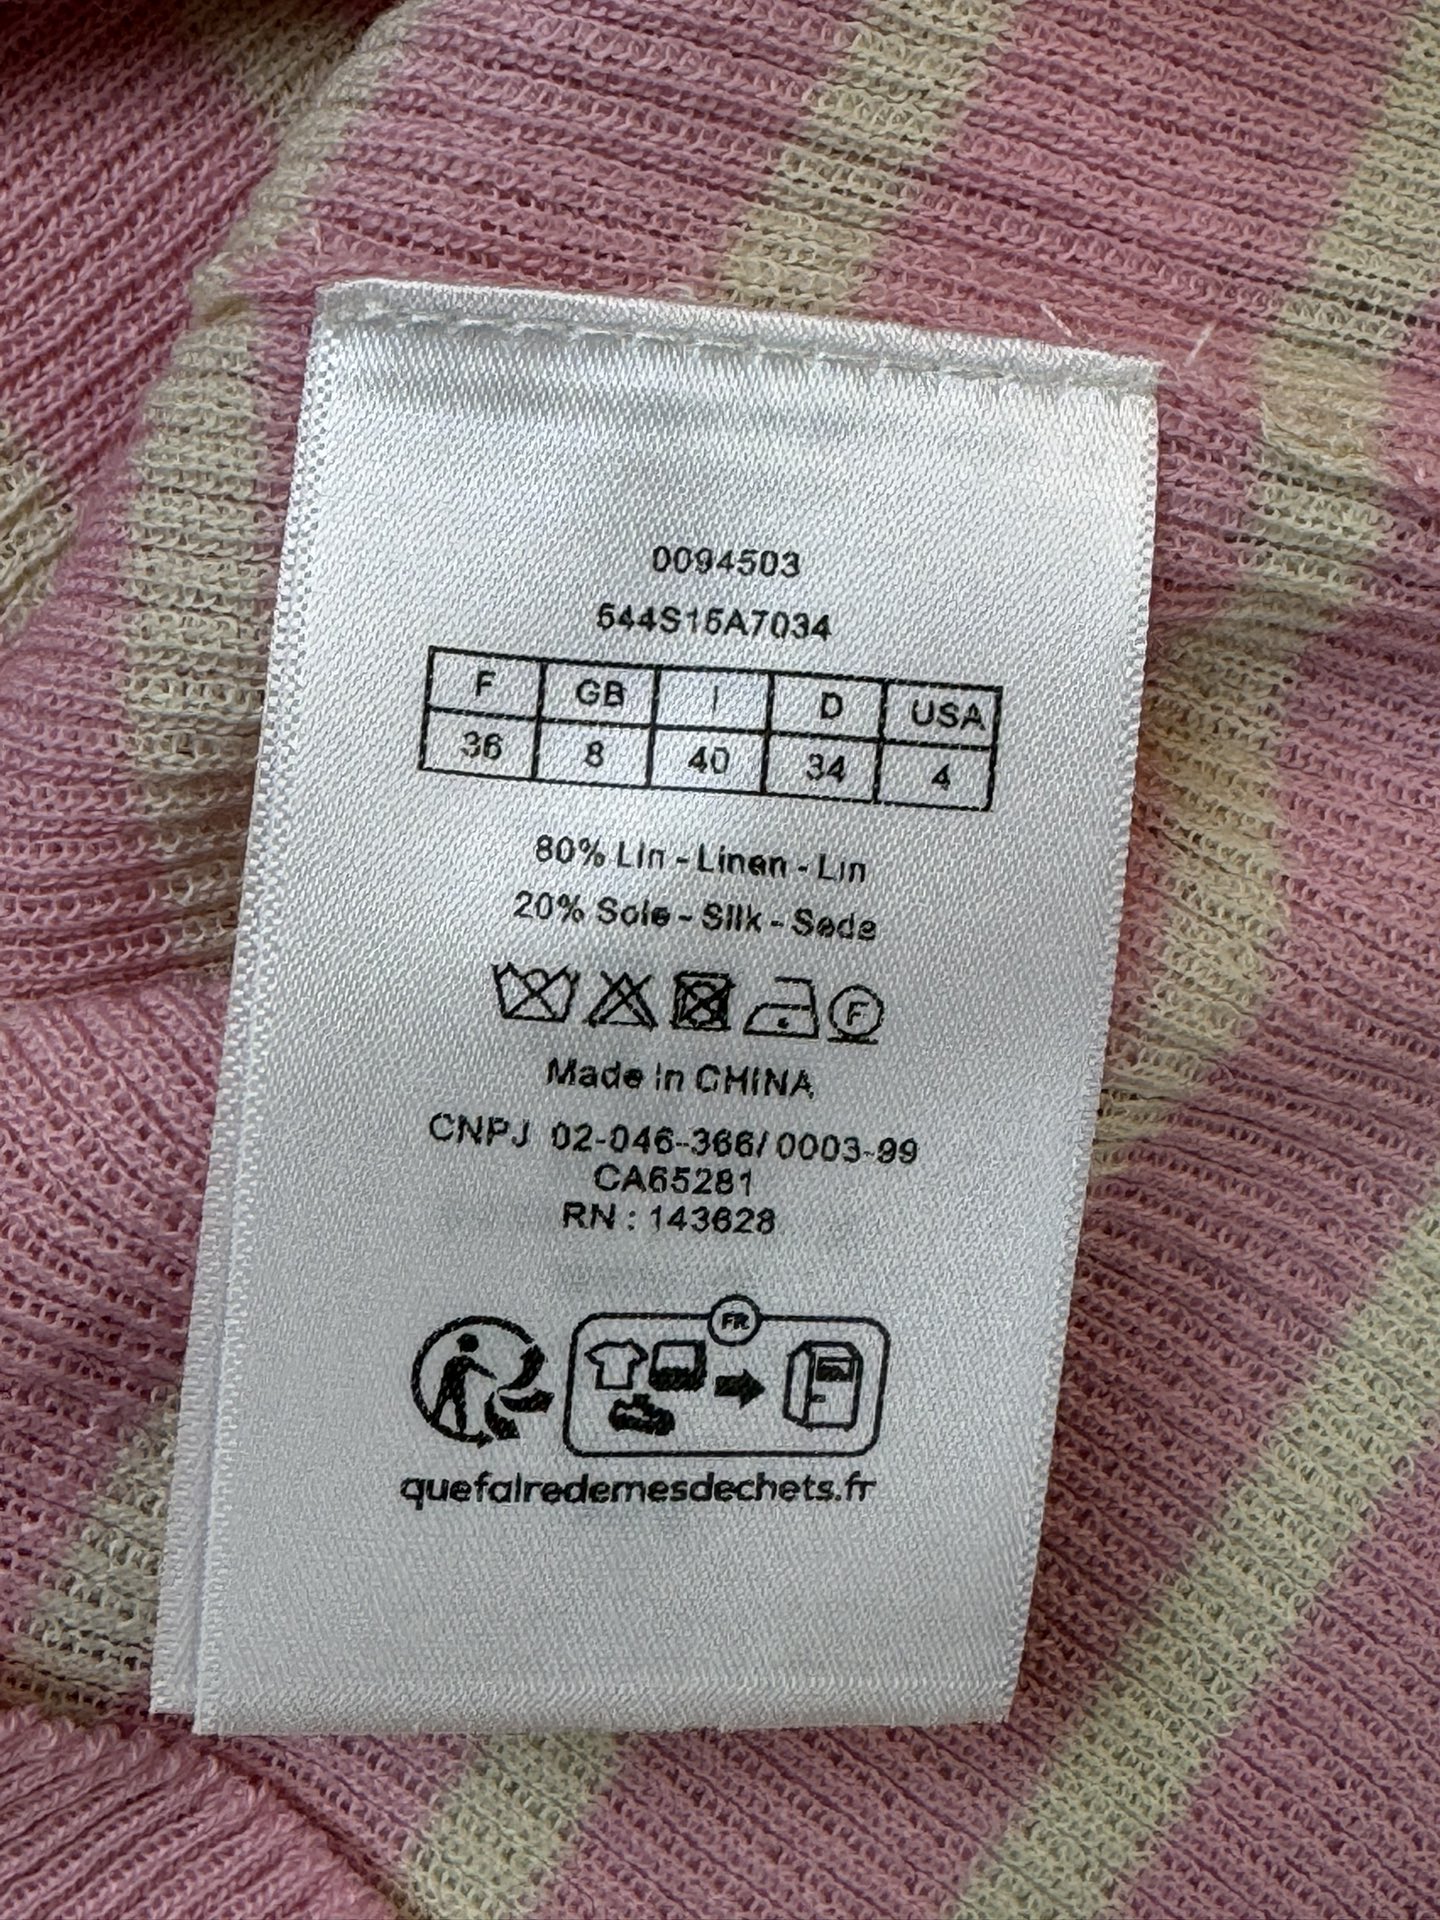 0094503
544S15A7034
F GB I D USA
36 8 40 34 4
80% Lin - Linen - Lin
20% Soie - Silk - Seda
F
Made in CHINA
CNPJ 02-046-366/0003-99
CA65281
RN : 143628
FR
quefairedemesdechets.fr